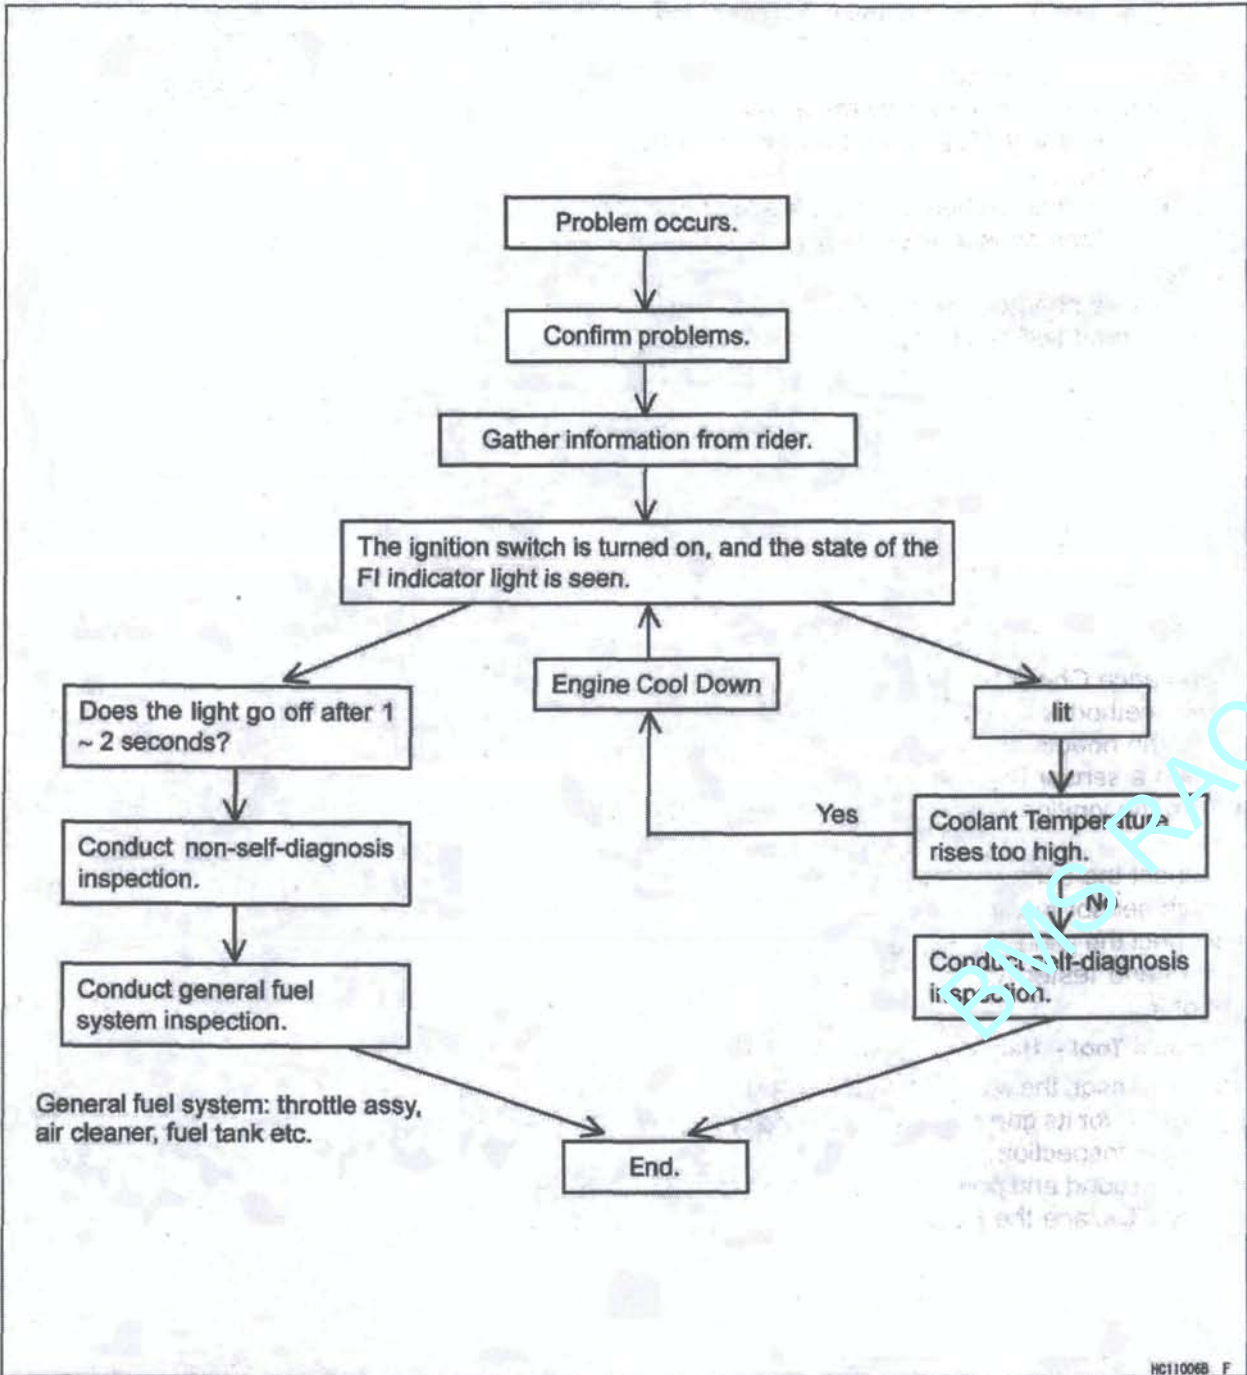 Problem occurs.
Confirm problems.
Gather information from rider.
The ignition switch is turned on, and the state of the
FI indicator light is seen.
Does the light go off after 1
~ 2 seconds?
Engine Cool Down
lit
Yes
Coolant Temperature
rises too high.
No
Conduct non-self-diagnosis
inspection.
Conduct general fuel
system inspection.
Conduct self-diagnosis
inspection.
General fuel system: throttle assy,
air cleaner, fuel tank etc.
End.
BMS RAC
HC11006B F